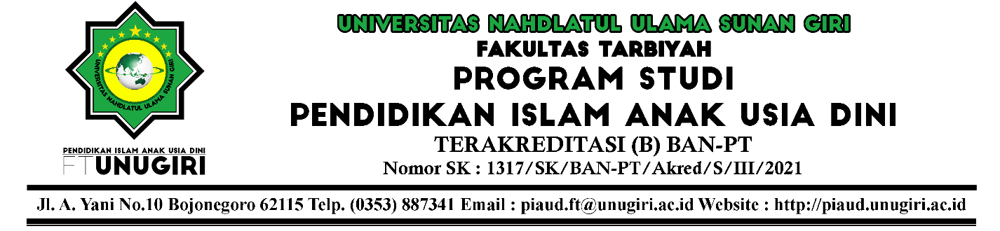 UNIVERSITAS NAHDLATUL ULAMA SUNAN GIRI
FAKULTAS TARBIYAH
PROGRAM STUDI
PENDIDIKAN ISLAM ANAK USIA DINI
TERAKREDITASI (B) BAN-PT
Nomor SK : 1317/SK/BAN-PT/Akred/S/III/2021
UNIVERSITAS NAHDLATUL ULAMA SUNAN GIRI
PENDIDIKAN ISLAM ANAK USIA DINI
FTUNUGIRI
Jl. A. Yani No.10 Bojonegoro 62115 Telp. (0353) 887341 Email : piaud.ft@unugiri.ac.id Website : http://piaud.unugiri.ac.id